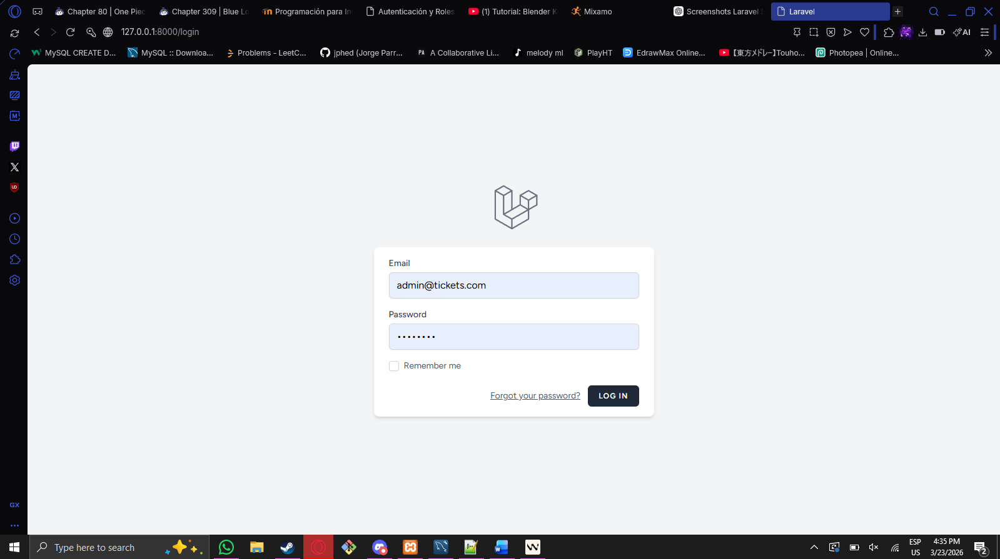 Chapter 80 | One Piec
Chapter 309 | Blue Lo
Programación para In
Autenticación y Roles
(1) Tutorial: Blender K
Mixamo
Screenshots Laravel S
Laravel
127.0.0.1:8000/login
AI
MySQL CREATE D...
MySQL :: Downloa...
Problems - LeetC...
jphed (Jorge Parr...
PA
A Collaborative Li...
melody ml
PlayHT
EdrawMax Online...
【東方メドレー】Touho...
Photopea | Online...
M
Email
admin@tickets.com
Password
Remember me
Forgot your password?
LOG IN
GX
Type here to search
ESP
US
4:35 PM
3/23/2026
2